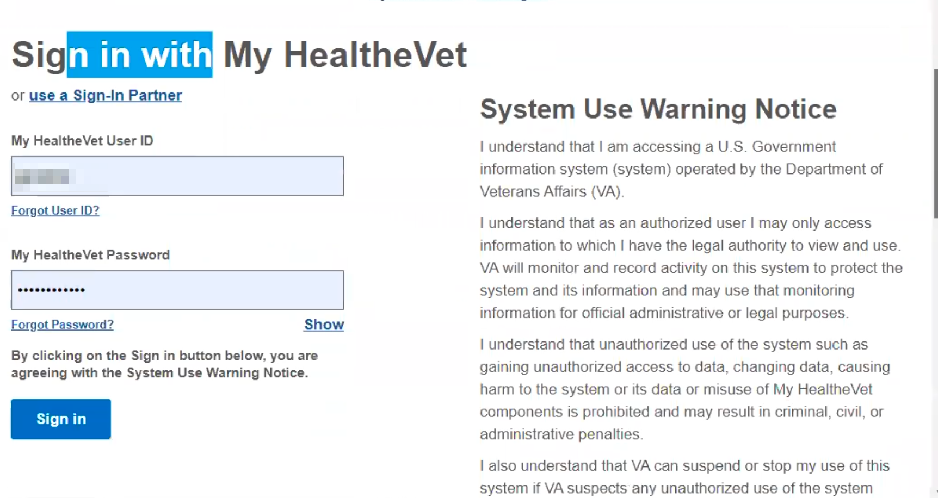 Sign in with My HealtheVet
or use a Sign-In Partner
My HealtheVet User ID
Forgot User ID?
My HealtheVet Password
••••••••••••
Forgot Password?
Show
By clicking on the Sign in button below, you are
agreeing with the System Use Warning Notice.
Sign in
System Use Warning Notice
I understand that I am accessing a U.S. Government
information system (system) operated by the Department of
Veterans Affairs (VA).
I understand that as an authorized user I may only access
information to which I have the legal authority to view and use.
VA will monitor and record activity on this system to protect the
system and its information and may use that monitoring
information for official administrative or legal purposes.
I understand that unauthorized use of the system such as
gaining unauthorized access to data, changing data, causing
harm to the system or its data or misuse of My HealtheVet
components is prohibited and may result in criminal, civil, or
administrative penalties.
I also understand that VA can suspend or stop my use of this
system if VA suspects any unauthorized use of the system